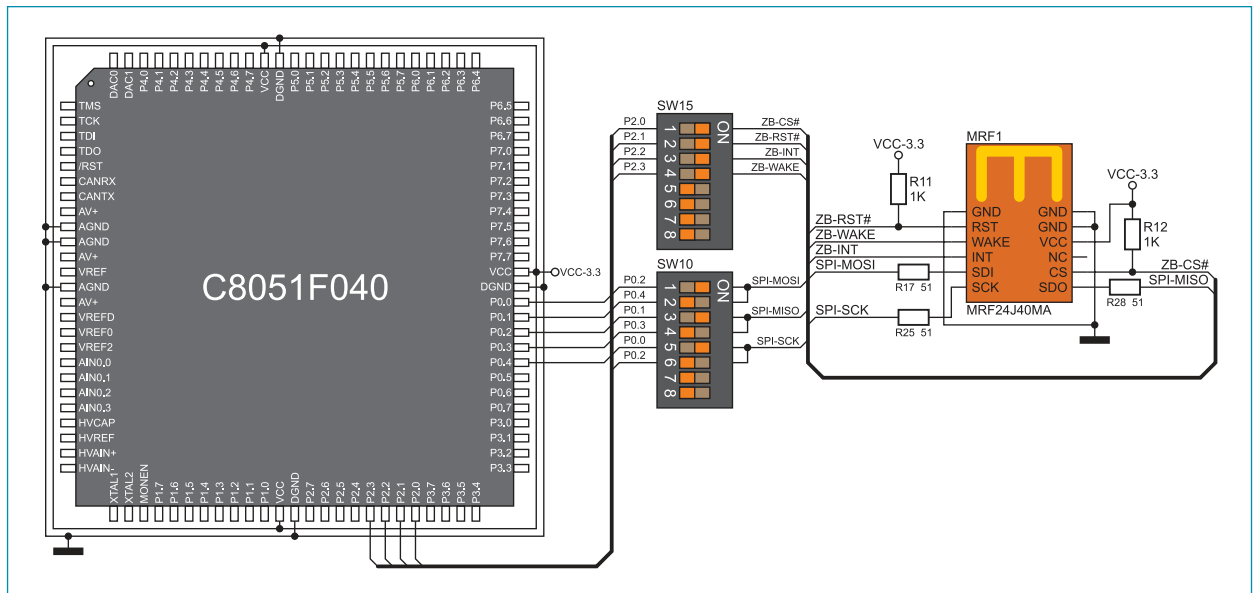 DAC0 DAC1 P4.0 P4.1 P4.2 P4.3 P4.4 P4.5 P4.6 P4.7 VCC DGND P5.0 P5.1 P5.2 P5.3 P5.4 P5.5 P5.6 P5.7 P6.0 P6.1 P6.2 P6.3 P6.4
TMS
TCK
TDI
TDO
/RST
CANRX
CANTX
AV+
AGND
AGND
AV+
VREF
AGND
AV+
VREFD
VREF0
VREF2
AIN0.0
AIN0.1
AIN0.2
AIN0.3
HVCAP
HVREF
HVAIN+
HVAIN-
C8051F040
P6.5
P6.6
P6.7
P7.0
P7.1
P7.2
P7.3
P7.4
P7.5
P7.6
P7.7
VCC
DGND
P0.0
P0.1
P0.2
P0.3
P0.4
P0.5
P0.6
P0.7
P3.0
P3.1
P3.2
P3.3
XTAL1 XTAL2 MONEN P1.7 P1.6 P1.5 P1.4 P1.3 P1.2 P1.1 P1.0 VCC DGND P2.7 P2.6 P2.5 P2.4 P2.3 P2.2 P2.1 P2.0 P3.7 P3.6 P3.5 P3.4
VCC-3.3
SW15
P2.0 1 ON ZB-CS#
P2.1 2 ZB-RST#
P2.2 3 ZB-INT
P2.3 4 ZB-WAKE
5
6
7
8
SW10
P0.2 1 ON SPI-MOSI
P0.4 2
P0.1 3 SPI-MISO
P0.3 4
P0.0 5 SPI-SCK
P0.2 6
7
8
VCC-3.3
R11
1K
ZB-RST#
ZB-WAKE
ZB-INT
SPI-MOSI
R17 51
SPI-SCK
R25 51
MRF1
GND GND
RST GND
WAKE VCC
INT NC
SDI CS
SCK SDO
MRF24J40MA
VCC-3.3
R12
1K
ZB-CS#
SPI-MISO
R28 51